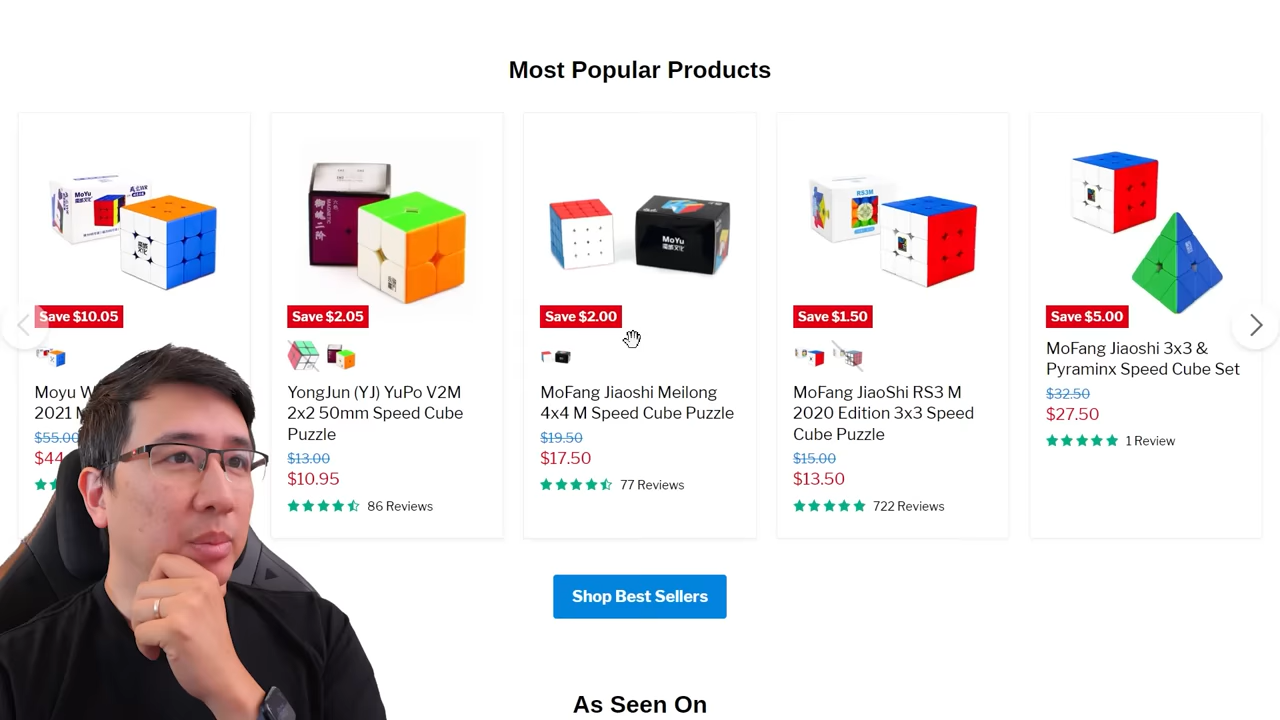 Most Popular Products
MoYu
RS3M
MoYu
Save $10.05
Save $2.05
Save $2.00
Save $1.50
Save $5.00
Moyu W
2021 M
$55.00
$44
YongJun (YJ) YuPo V2M
2x2 50mm Speed Cube
Puzzle
$13.00
$10.95
86 Reviews
MoFang Jiaoshi Meilong
4x4 M Speed Cube Puzzle
$19.50
$17.50
77 Reviews
MoFang JiaoShi RS3 M
2020 Edition 3x3 Speed
Cube Puzzle
$15.00
$13.50
722 Reviews
MoFang Jiaoshi 3x3 &
Pyraminx Speed Cube Set
$32.50
$27.50
1 Review
Shop Best Sellers
As Seen On